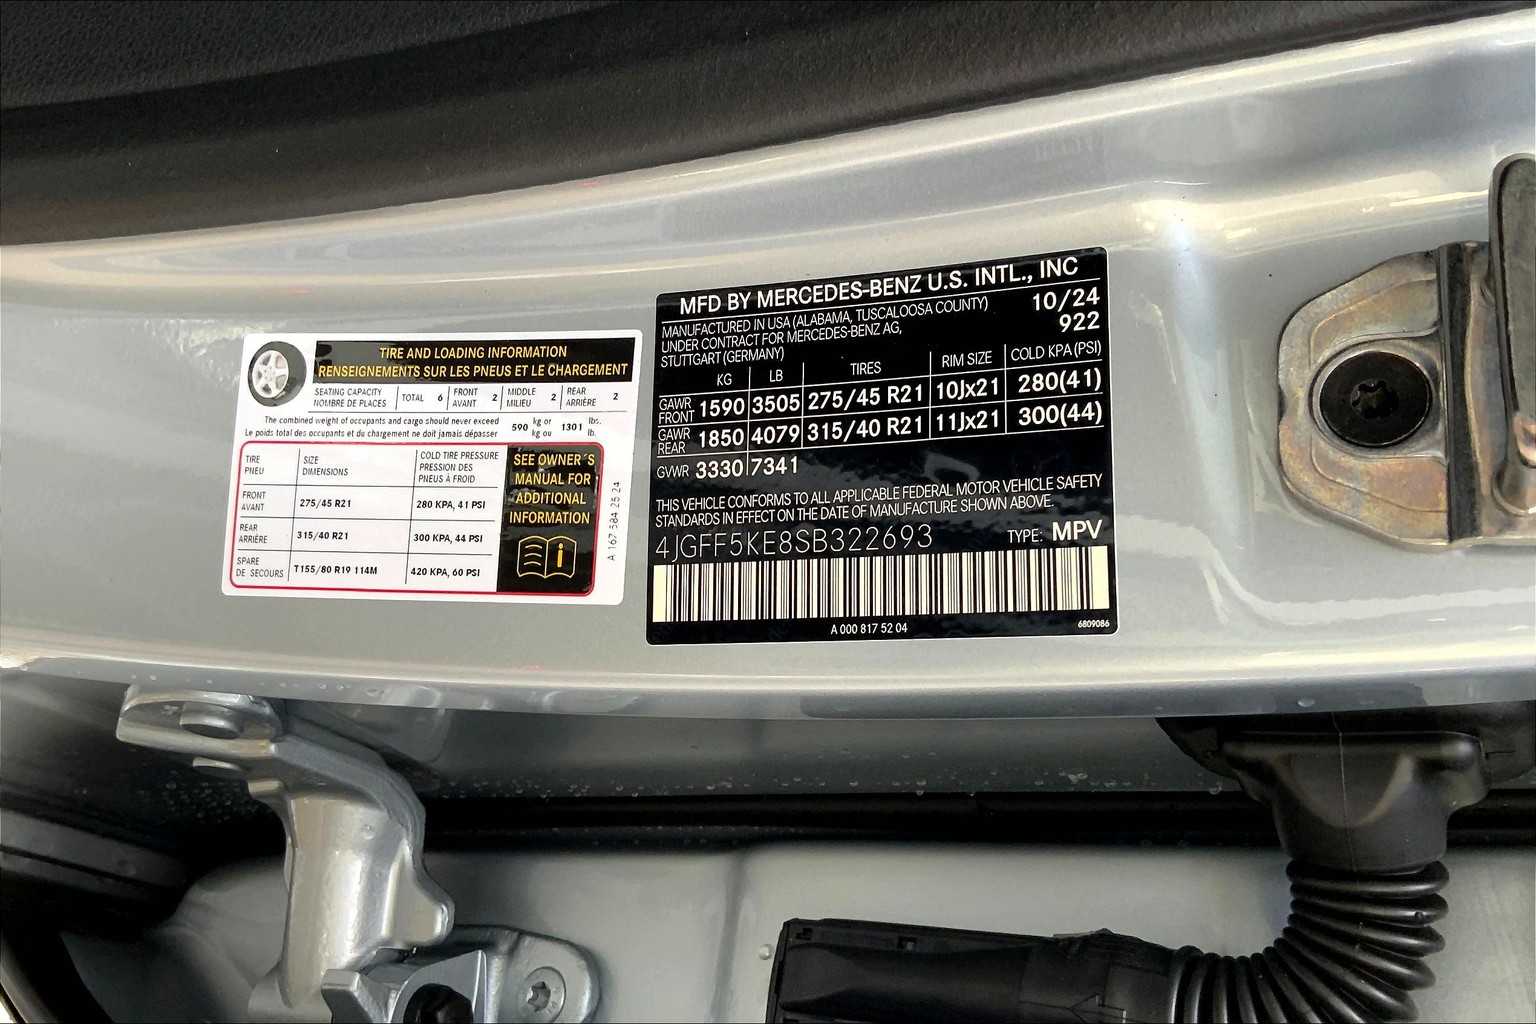 TIRE AND LOADING INFORMATION
RENSEIGNEMENTS SUR LES PNEUS ET LE CHARGEMENT
SEATING CAPACITY
NOMBRE DE PLACES
TOTAL 6
FRONT
AVANT 2
MIDDLE
MILIEU 2
REAR
ARRIÈRE 2
The combined weight of occupants and cargo should never exceed 590 kg or 1301 lbs.
Le poids total des occupants et du chargement ne doit jamais dépasser kg ou lb.
TIRE
PNEU
SIZE
DIMENSIONS
COLD TIRE PRESSURE
PRESSION DES
PNEUS À FROID
FRONT
AVANT
275/45 R21
280 KPA, 41 PSI
REAR
ARRIÈRE
315/40 R21
300 KPA, 44 PSI
SPARE
DE SECOURS
T155/80 R19 114M
420 KPA, 60 PSI
SEE OWNER´S
MANUAL FOR
ADDITIONAL
INFORMATION
A 167 584 25 24
MFD BY MERCEDES-BENZ U.S. INTL., INC
MANUFACTURED IN USA (ALABAMA, TUSCALOOSA COUNTY)
UNDER CONTRACT FOR MERCEDES-BENZ AG,
STUTTGART (GERMANY)
10/24
922
KG LB TIRES RIM SIZE COLD KPA (PSI)
GAWR
FRONT 1590 3505 275/45 R21 10Jx21 280(41)
GAWR
REAR 1850 4079 315/40 R21 11Jx21 300(44)
GVWR 3330 7341
THIS VEHICLE CONFORMS TO ALL APPLICABLE FEDERAL MOTOR VEHICLE SAFETY
STANDARDS IN EFFECT ON THE DATE OF MANUFACTURE SHOWN ABOVE.
4JGFF5KE8SB322693 TYPE: MPV
A 000 817 52 04
6809086